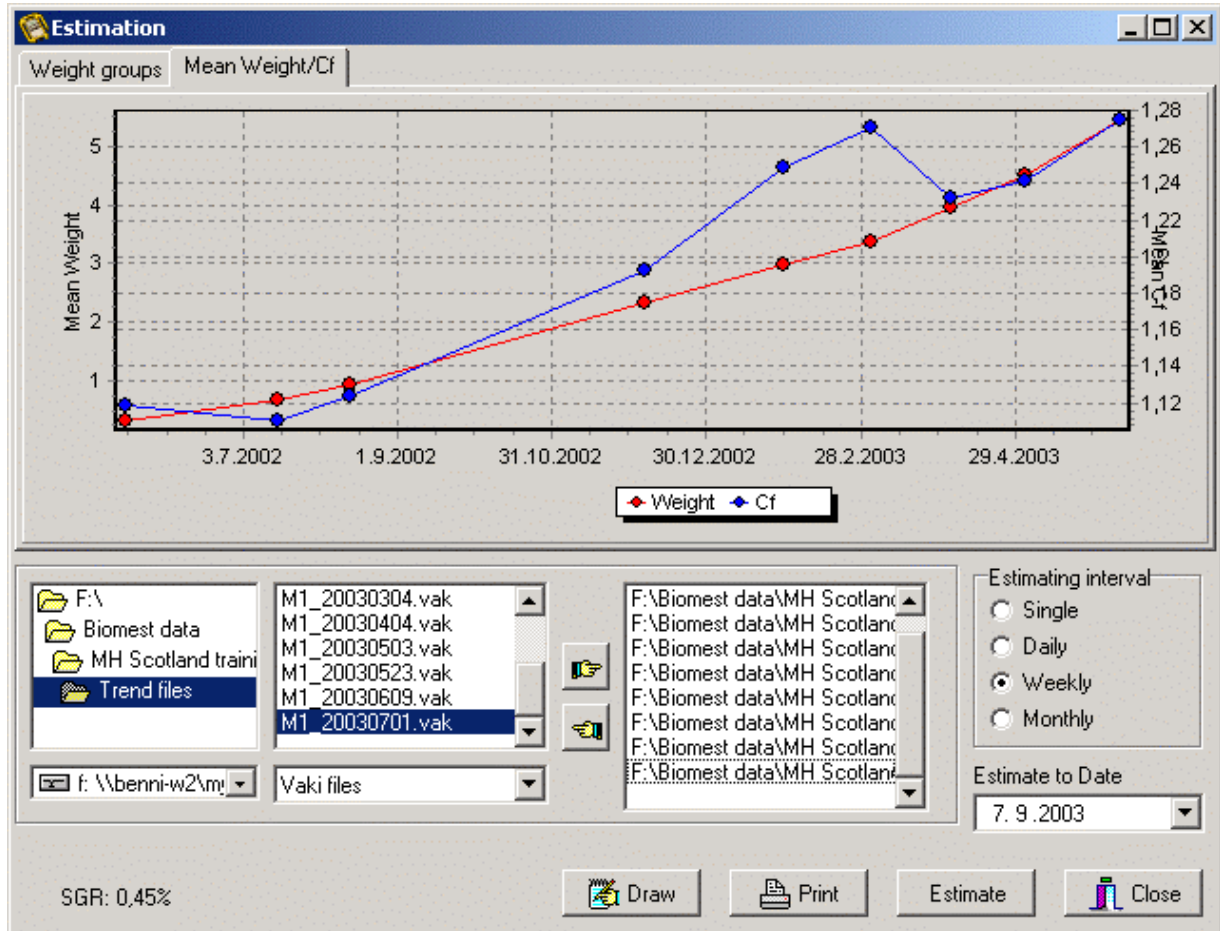 Estimation
Weight groups
Mean Weight/Cf
Mean Weight
5
4
3
2
1
1,28
1,26
1,24
1,22
1,18
1,16
1,14
1,12
Mean Cf
3.7.2002
1.9.2002
31.10.2002
30.12.2002
28.2.2003
29.4.2003
Weight
Cf
F:\
Biomest data
MH Scotland traini
Trend files
f: \\benni-w2\my
M1_20030304.vak
M1_20030404.vak
M1_20030503.vak
M1_20030523.vak
M1_20030609.vak
M1_20030701.vak
Vaki files
F:\Biomest data\MH Scotland
F:\Biomest data\MH Scotland
F:\Biomest data\MH Scotland
F:\Biomest data\MH Scotland
F:\Biomest data\MH Scotland
F:\Biomest data\MH Scotland
F:\Biomest data\MH Scotland
F:\Biomest data\MH Scotland
Estimating interval
Single
Daily
Weekly
Monthly
Estimate to Date
7. 9 .2003
SGR: 0,45%
Draw
Print
Estimate
Close